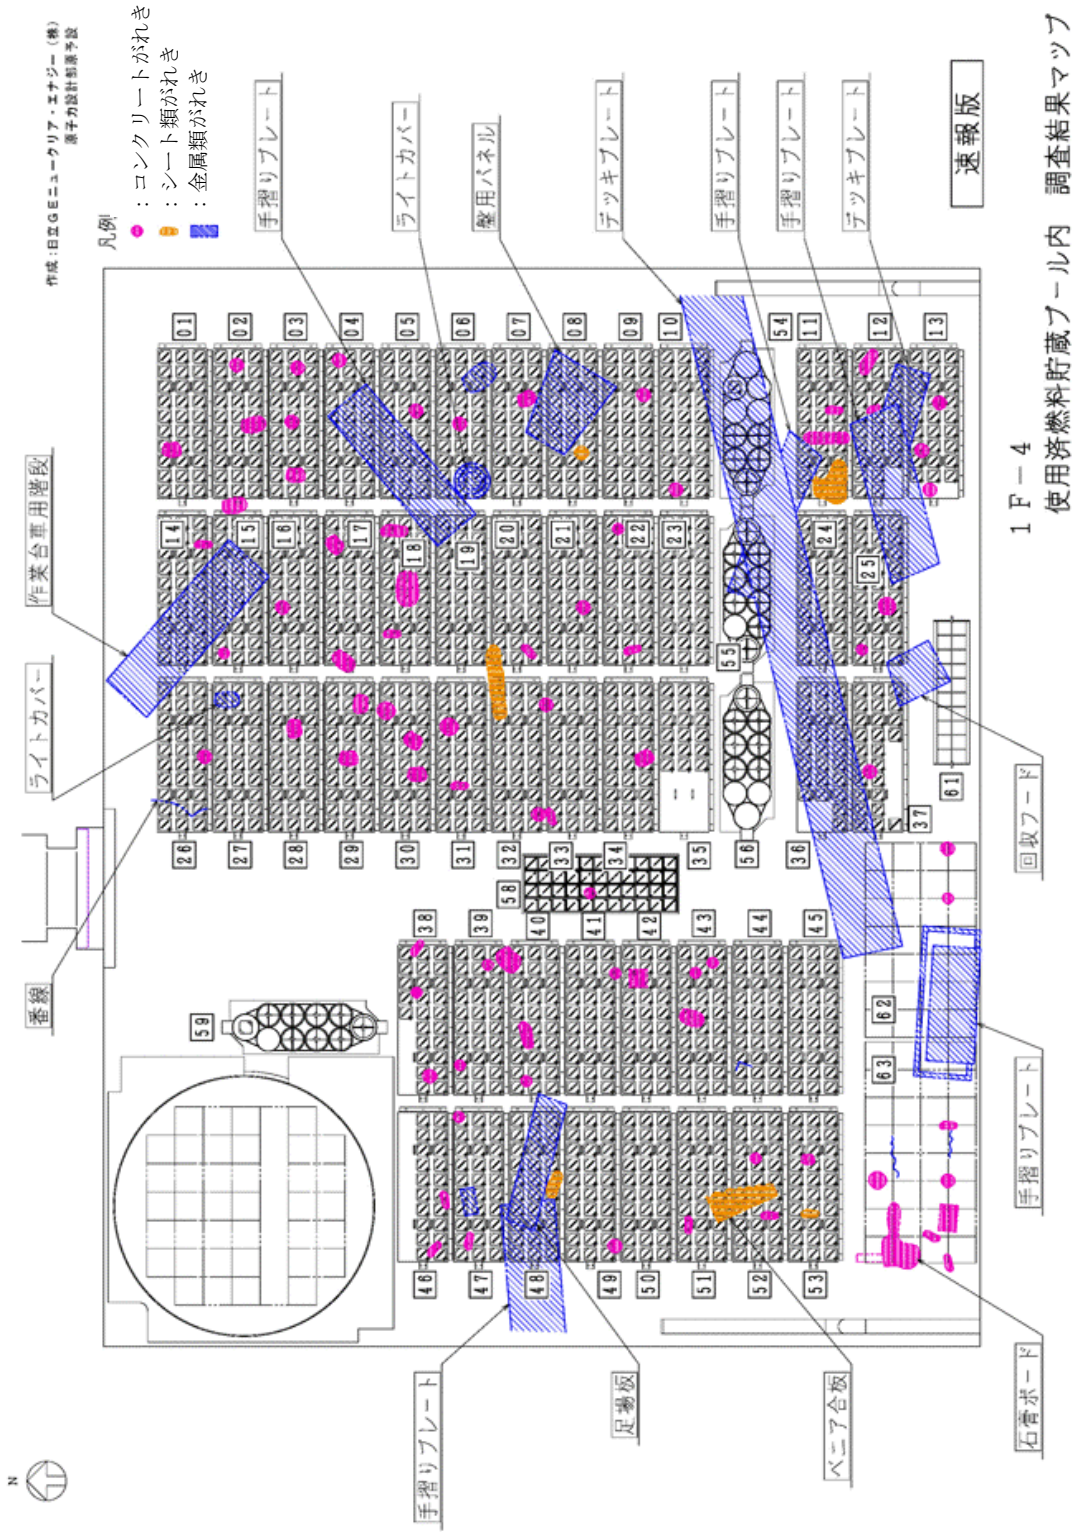 作成：日立GEニュークリア・エナジー（株）
原子力設計部原予設
凡例
：コンクリートがれき
：シート類がれき
：金属類がれき
手摺りプレート
ライトカバー
盤用パネル
デッキプレート
手摺りプレート
手摺りプレート
デッキプレート
速報版
作業台車用階段
ライトカバー
番線
回収フード
手摺りプレート
石膏ボード
手摺りプレート
足場板
ベニア合板
01
02
03
04
05
06
07
08
09
10
54
11
12
13
14
15
16
17
18
19
20
21
22
23
55
24
25
26
27
28
29
30
31
32
33
34
35
56
36
37
61
58
38
39
40
41
42
43
44
45
59
62
63
46
47
48
49
50
51
52
53
N
1F－4
使用済燃料貯蔵プール内　調査結果マップ